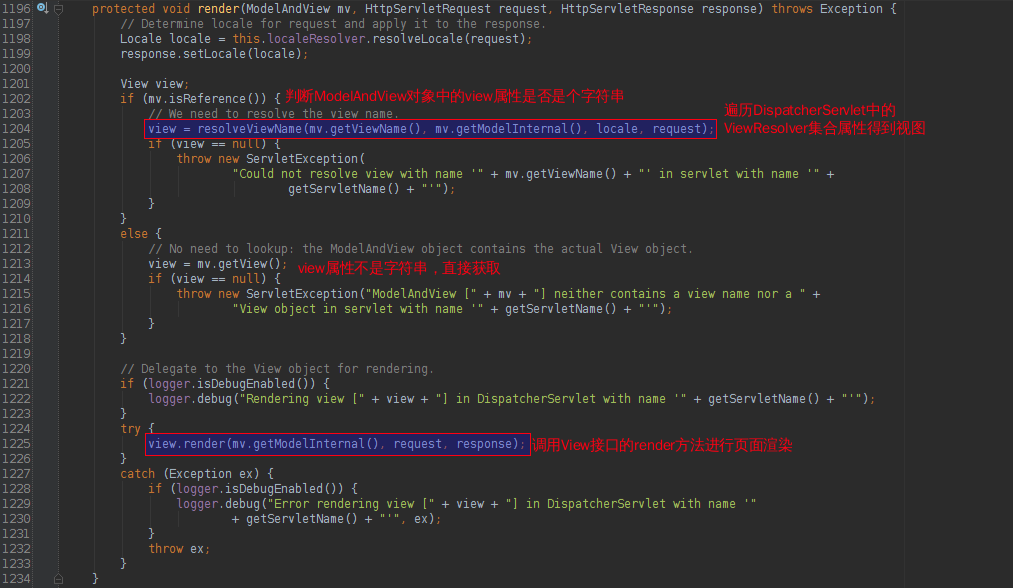 1196 protected void render(ModelAndView mv, HttpServletRequest request, HttpServletResponse response) throws Exception {
1197 // Determine locale for request and apply it to the response.
1198 Locale locale = this.localeResolver.resolveLocale(request);
1199 response.setLocale(locale);
1200
1201 View view;
1202 if (mv.isReference()) { 判断ModelAndView对象中的view属性是否是个字符串
1203 // We need to resolve the view name.
遍历DispatcherServlet中的
1204 view = resolveViewName(mv.getViewName(), mv.getModelInternal(), locale, request); ViewResolver集合属性得到视图
1205 if (view == null) {
1206 throw new ServletException(
1207 "Could not resolve view with name '" + mv.getViewName() + "' in servlet with name '" +
1208 getServletName() + "'");
1209 }
1210 }
1211 else {
1212 // No need to lookup: the ModelAndView object contains the actual View object.
1213 view = mv.getView(); view属性不是字符串，直接获取
1214 if (view == null) {
1215 throw new ServletException("ModelAndView [" + mv + "] neither contains a view name nor a " +
1216 "View object in servlet with name '" + getServletName() + "'");
1217 }
1218 }
1219
1220 // Delegate to the View object for rendering.
1221 if (logger.isDebugEnabled()) {
1222 logger.debug("Rendering view [" + view + "] in DispatcherServlet with name '" + getServletName() + "'");
1223 }
1224 try {
1225 view.render(mv.getModelInternal(), request, response); 调用View接口的render方法进行页面渲染
1226 }
1227 catch (Exception ex) {
1228 if (logger.isDebugEnabled()) {
1229 logger.debug("Error rendering view [" + view + "] in DispatcherServlet with name '"
1230 + getServletName() + "'", ex);
1231 }
1232 throw ex;
1233 }
1234 }